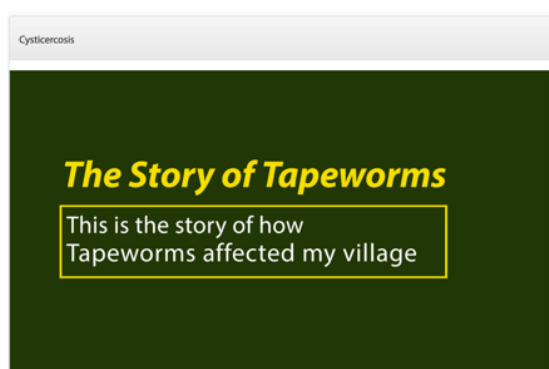 Cysticercosis
The Story of Tapeworms
This is the story of how
Tapeworms affected my village